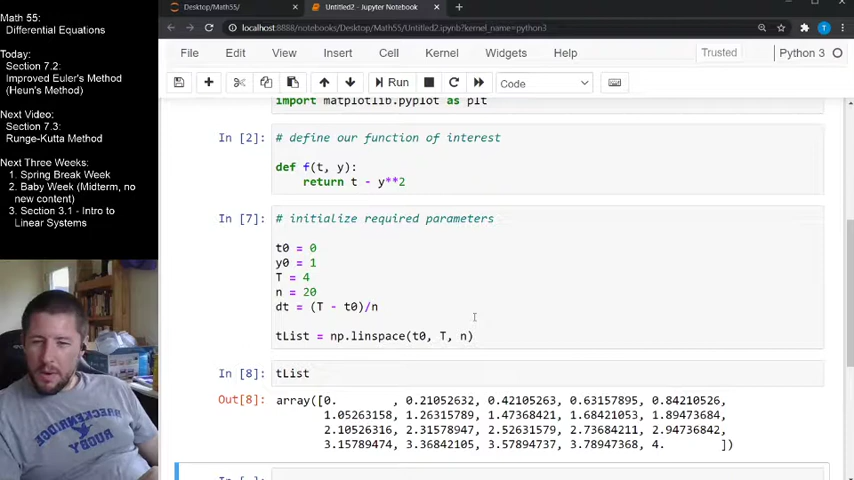 Math 55:
Differential Equations
Today:
Section 7.2:
Improved Euler's Method
(Heun's Method)
Next Video:
Section 7.3:
Runge-Kutta Method
Next Three Weeks:
1. Spring Break Week
2. Baby Week (Midterm, no
new content)
3. Section 3.1 - Intro to
Linear Systems
Desktop/Math55/
Untitled2 - Jupyter Notebook
localhost:8888/notebooks/Desktop/Math55/Untitled2.ipynb?kernel_name=python3
File Edit View Insert Cell Kernel Widgets Help Trusted Python 3
Run Code
import matplotlib.pyplot as plt
In [2]: # define our function of interest
def f(t, y):
return t - y**2
In [7]: # initialize required parameters
t0 = 0
y0 = 1
T = 4
n = 20
dt = (T - t0)/n
tList = np.linspace(t0, T, n)
In [8]: tList
Out[8]: array([0. , 0.21052632, 0.42105263, 0.63157895, 0.84210526,
1.05263158, 1.26315789, 1.47368421, 1.68421053, 1.89473684,
2.10526316, 2.31578947, 2.52631579, 2.73684211, 2.94736842,
3.15789474, 3.36842105, 3.57894737, 3.78947368, 4. ])
BRECKENRIDGE
RUGBY